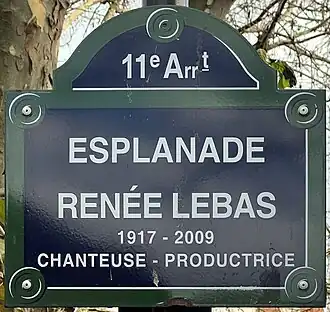 11e Arrt
ESPLANADE
RENÉE LEBAS
1917 - 2009
CHANTEUSE - PRODUCTRICE